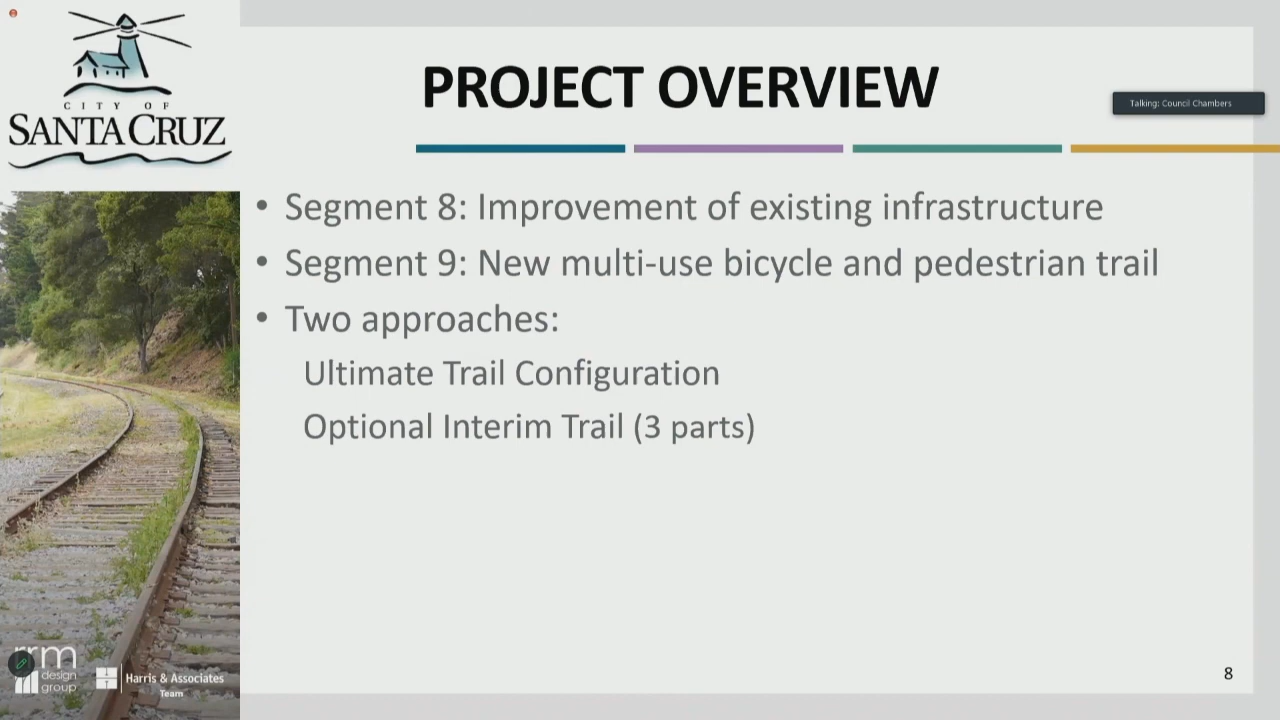 CITY OF
SANTA CRUZ
PROJECT OVERVIEW
Talking: Council Chambers
• Segment 8: Improvement of existing infrastructure
• Segment 9: New multi-use bicycle and pedestrian trail
• Two approaches:
Ultimate Trail Configuration
Optional Interim Trail (3 parts)
rrm
design
group
Harris & Associates
Team
8